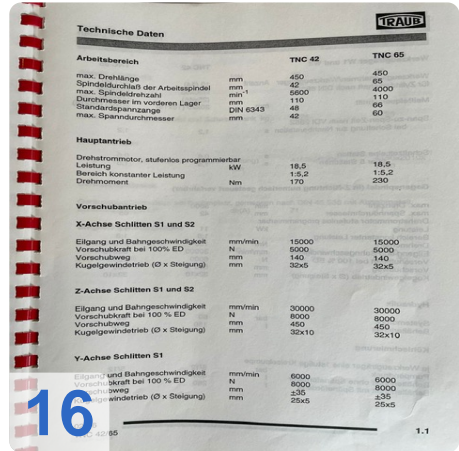 Technische Daten
TRAUB
Arbeitsbereich TNC 42 TNC 65
max. Drehlänge mm 450 450
Spindeldurchlaß der Arbeitsspindel mm 42 65
max. Spindeldrehzahl min-1 5600 4000
Durchmesser im vorderen Lager mm 110 110
Standardspannzange DIN 6343 48 66
max. Spanndurchmesser mm 42 60
Hauptantrieb
Drehstrommotor, stufenlos programmierbar
Leistung kW 18,5 18,5
Bereich konstanter Leistung 1:5,2 1:5,2
Drehmoment Nm 170 230
Vorschubantrieb
X-Achse Schlitten S1 und S2
Eilgang und Bahngeschwindigkeit mm/min 15000 15000
Vorschubkraft bei 100% ED N 5000 5000
Vorschubweg mm 140 140
Kugelgewindetrieb (Ø x Steigung) mm 32x5 32x5
Z-Achse Schlitten S1 und S2
Eilgang und Bahngeschwindigkeit mm/min 30000 30000
Vorschubkraft bei 100 % ED N 8000 8000
Vorschubweg mm 450 450
Kugelgewindetrieb (Ø x Steigung) mm 32x10 32x10
Y-Achse Schlitten S1
Eilgang und Bahngeschwindigkeit mm/min 6000 6000
Vorschubkraft bei 100 % ED N 8000 8000
Vorschubweg mm ±35 ±35
Kugelgewindetrieb (Ø x Steigung) mm 25x5 25x5
16
TNC 42/65
1.1